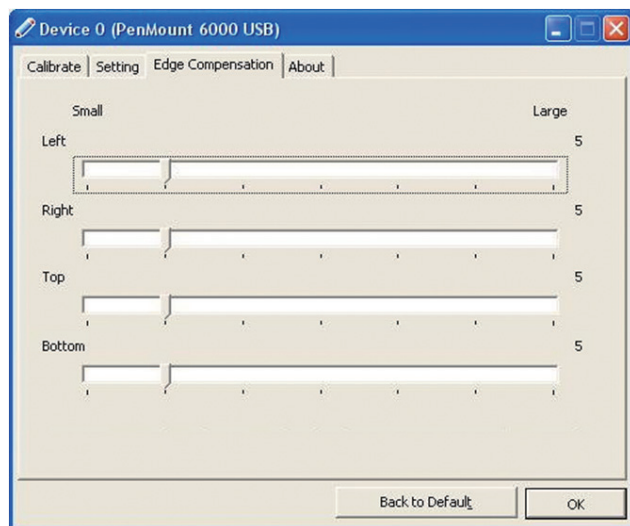 Device 0 (PenMount 6000 USB)
Calibrate Setting Edge Compensation About
Small Large
Left 5
Right 5
Top 5
Bottom 5
Back to Default
OK